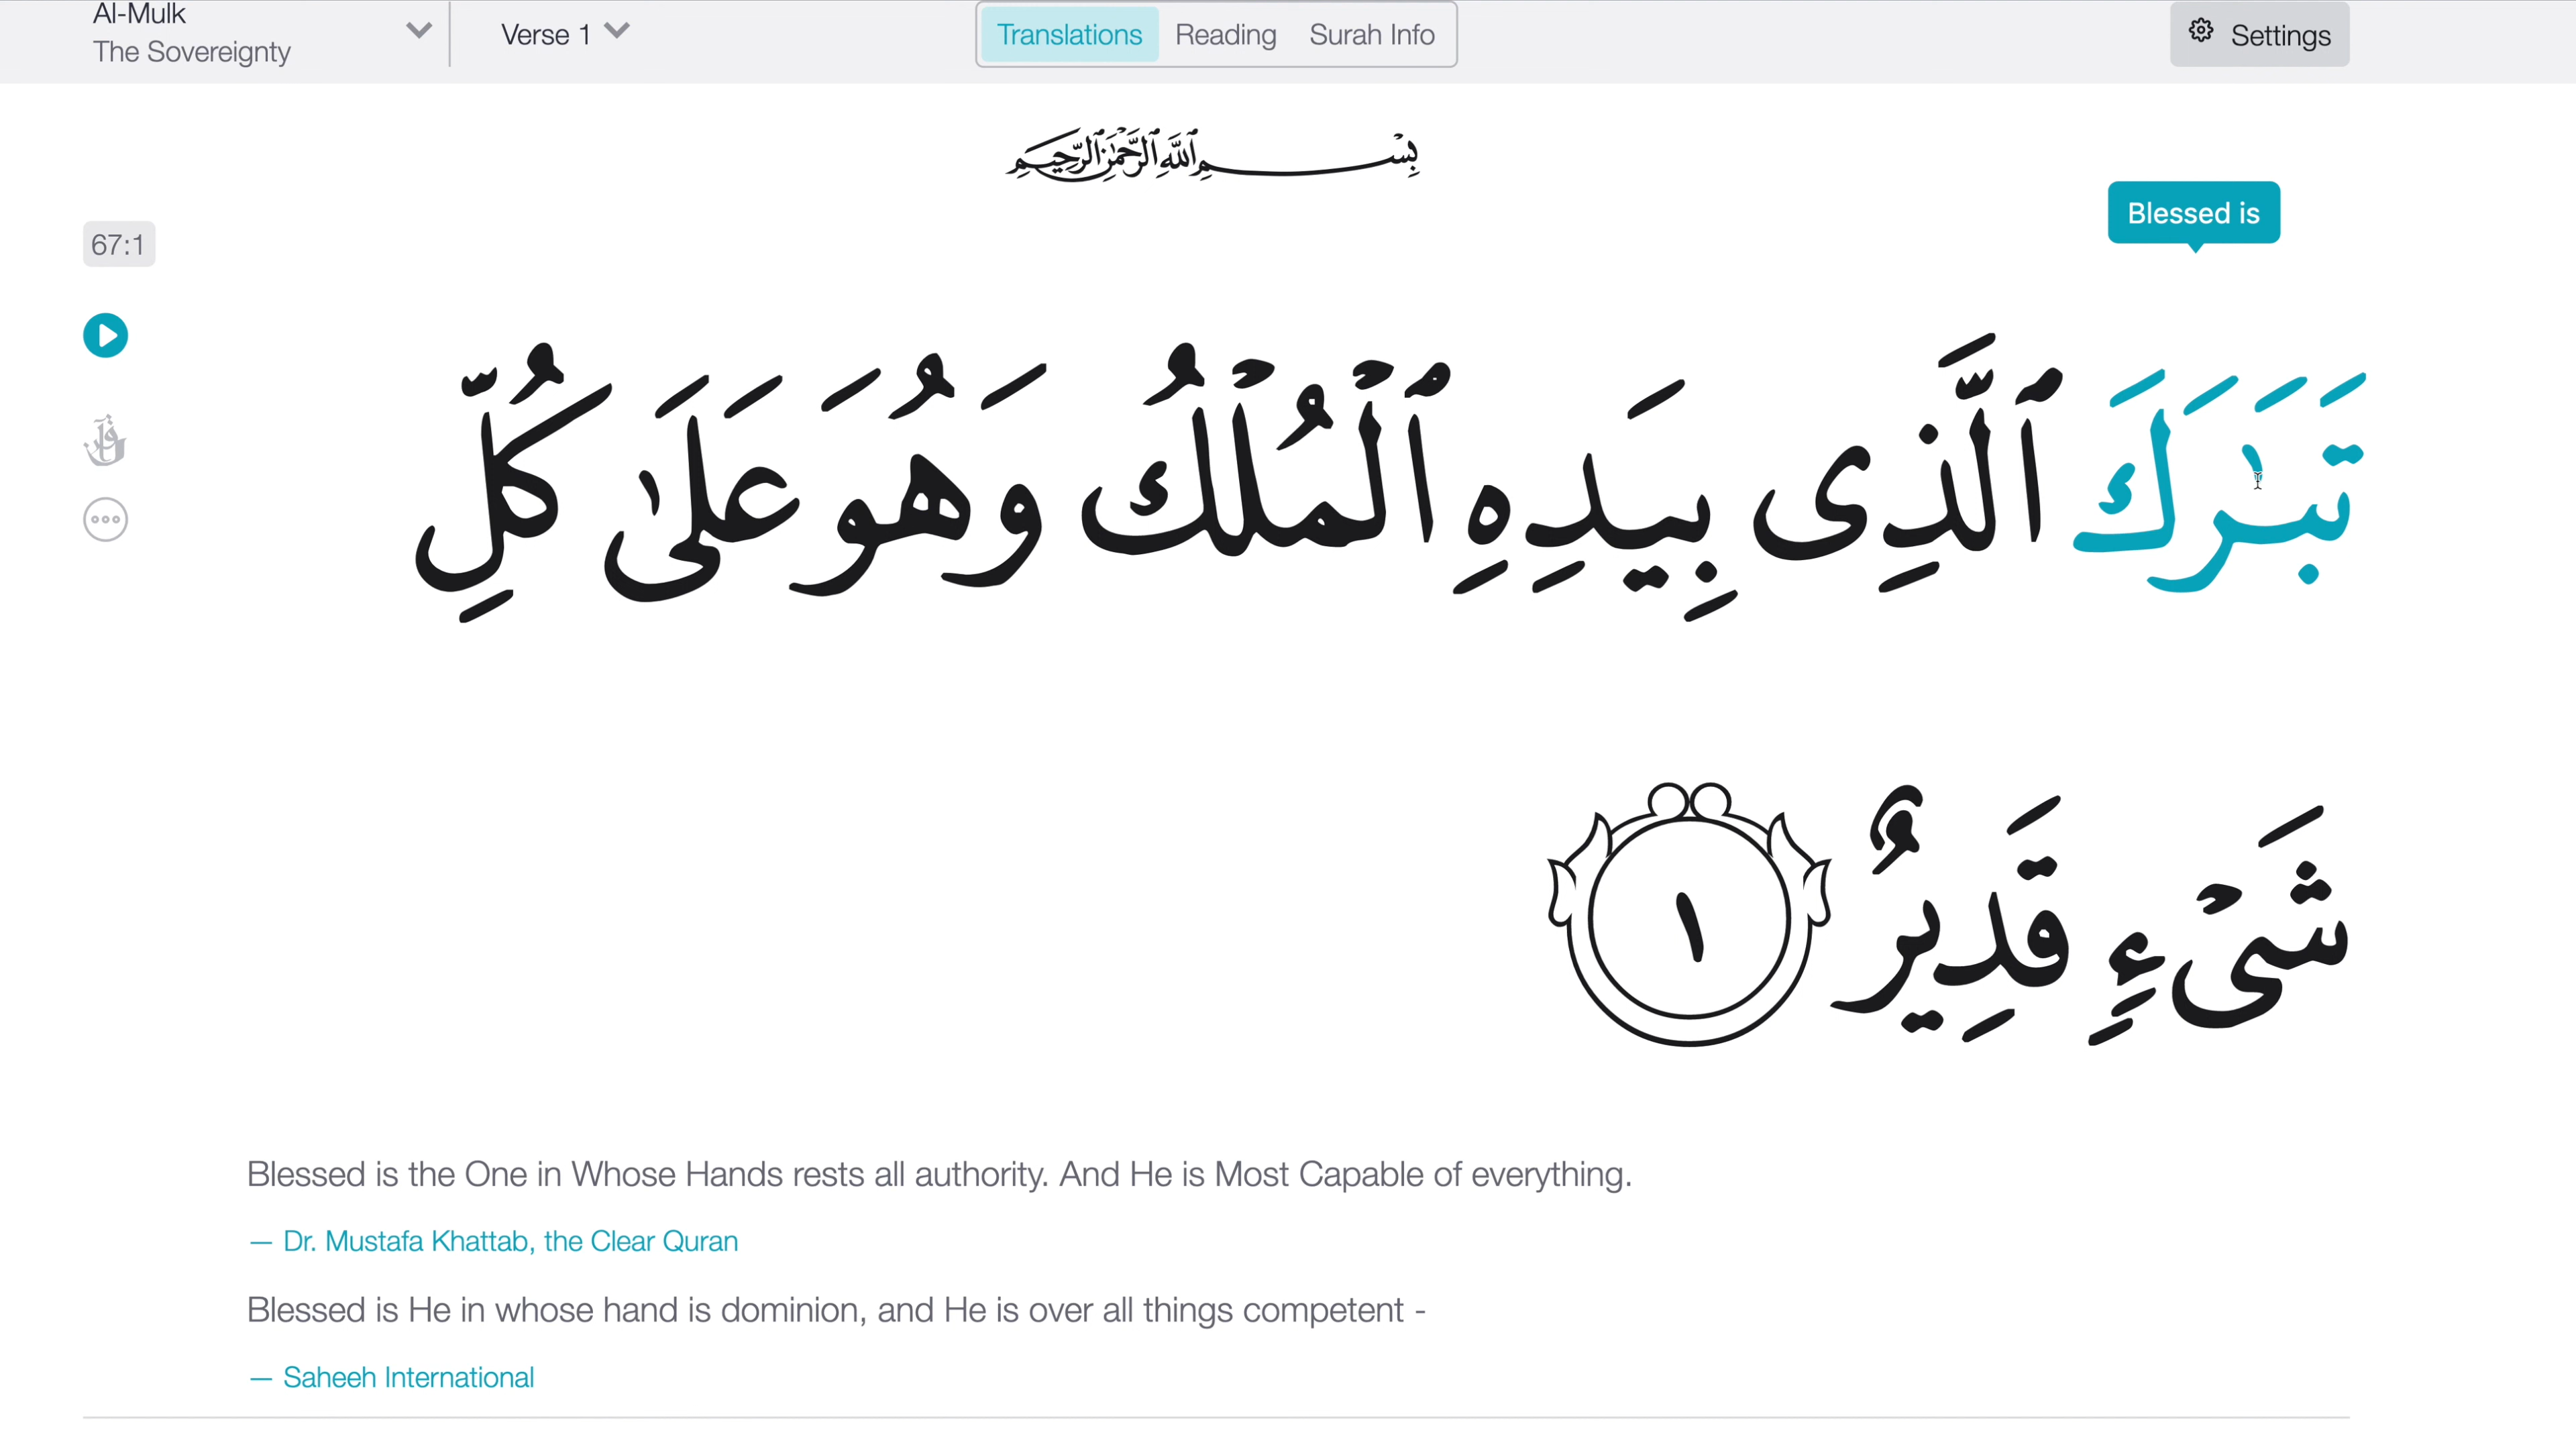 Al-Mulk
The Sovereignty
Verse 1
Translations Reading Surah Info
Settings
بِسْمِ ٱللَّهِ ٱلرَّحْمَٰنِ ٱلرَّحِيمِ
Blessed is
67:1
تَبَـٰرَكَ ٱلَّذِى بِيَدِهِ ٱلْمُلْكُ وَهُوَ عَلَىٰ كُلِّ
شَىْءٍ قَدِيرٌ ١
Blessed is the One in Whose Hands rests all authority. And He is Most Capable of everything.
— Dr. Mustafa Khattab, the Clear Quran
Blessed is He in whose hand is dominion, and He is over all things competent -
— Saheeh International